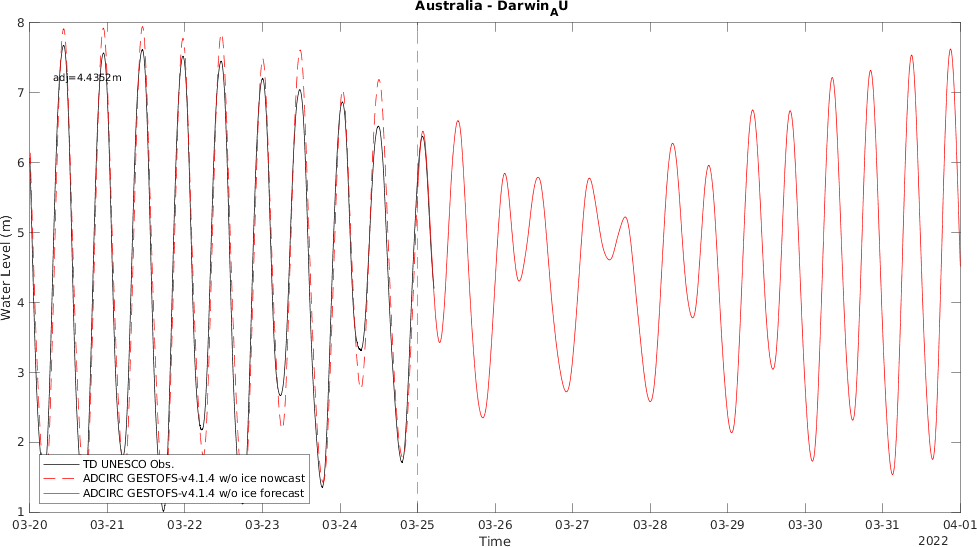 Australia - Darwin_AU
adj=4.4352m
8
7
6
5
4
3
2
1
Water Level (m)
TD UNESCO Obs.
ADCIRC GESTOFS-v4.1.4 w/o ice nowcast
ADCIRC GESTOFS-v4.1.4 w/o ice forecast
03-20 03-21 03-22 03-23 03-24 03-25 03-26 03-27 03-28 03-29 03-30 03-31 04-01
Time
2022